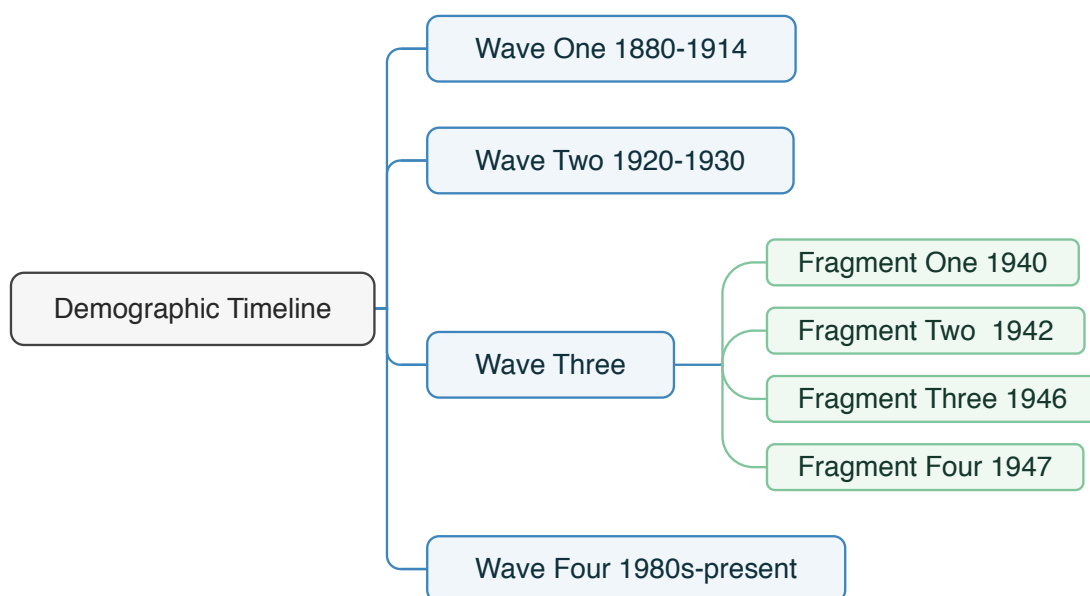 Wave One 1880-1914
Wave Two 1920-1930
Demographic Timeline
Wave Three
Fragment One 1940
Fragment Two  1942
Fragment Three 1946
Fragment Four 1947
Wave Four 1980s-present